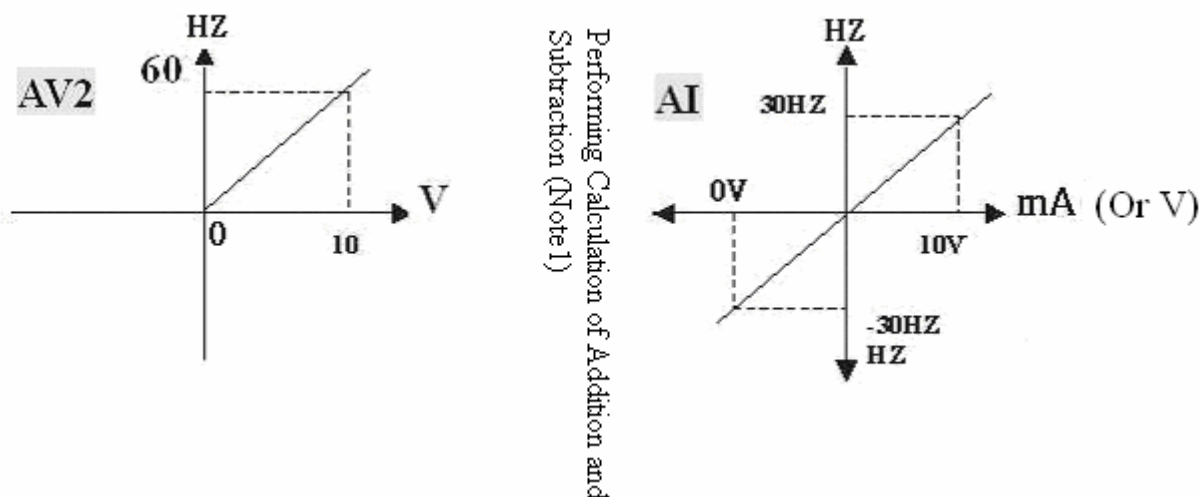 HZ
60
AV2
V
0
10
Performing Calculation of Addition and
Subtraction (Note1)
HZ
AI
30HZ
0V
mA (Or V)
10V
-30HZ
HZ